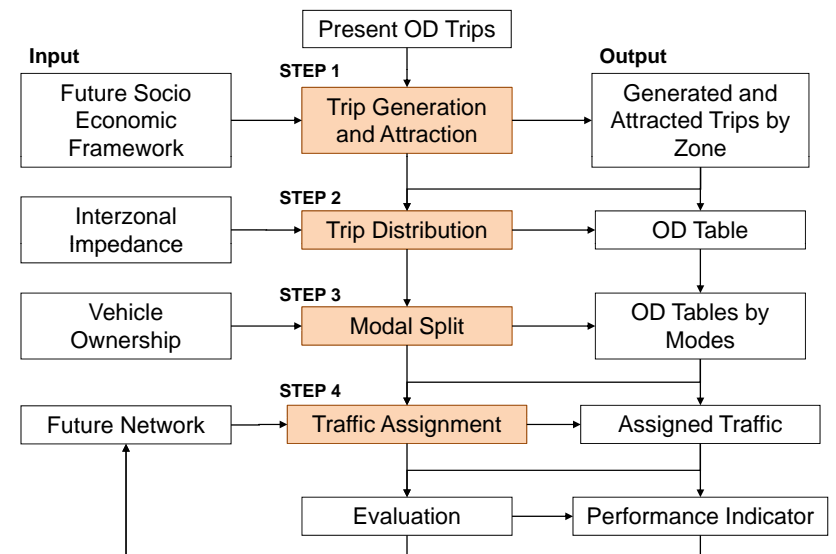 Present OD Trips
Input
Output
STEP 1
Future Socio
Economic
Framework
Trip Generation
and Attraction
Generated and
Attracted Trips by
Zone
STEP 2
Interzonal
Impedance
Trip Distribution
OD Table
STEP 3
Vehicle
Ownership
Modal Split
OD Tables by
Modes
STEP 4
Future Network
Traffic Assignment
Assigned Traffic
Evaluation
Performance Indicator